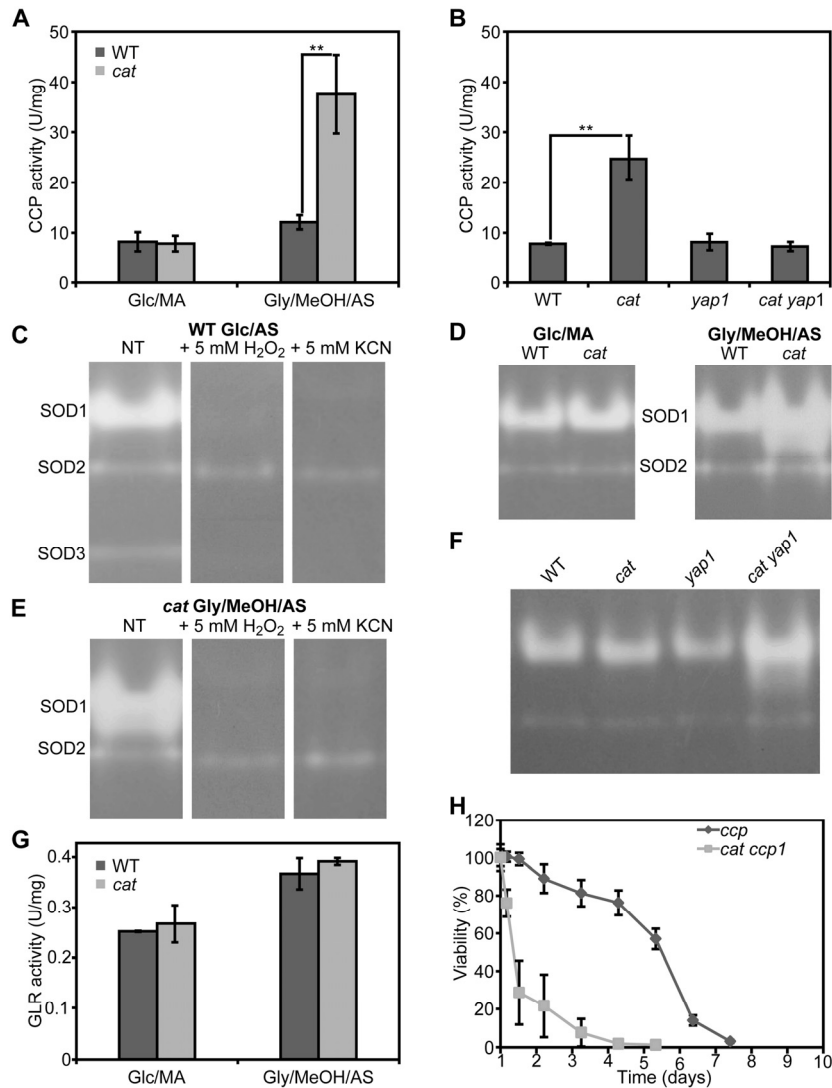 A
50
40
30
20
10
0
CCP activity (U/mg)
WT
cat
**
Glc/MA
Gly/MeOH/AS
B
50
40
30
20
10
0
CCP activity (U/mg)
**
WT
cat
yap1
cat yap1
C
WT Glc/AS
NT
+ 5 mM H₂O₂
+ 5 mM KCN
SOD1
SOD2
SOD3
D
Glc/MA
WT
cat
Gly/MeOH/AS
WT
cat
SOD1
SOD2
E
cat Gly/MeOH/AS
NT
+ 5 mM H₂O₂
+ 5 mM KCN
SOD1
SOD2
F
WT
cat
yap1
cat yap1
G
0.4
0.3
0.2
0.1
0
GLR activity (U/mg)
WT
cat
Glc/MA
Gly/MeOH/AS
H
120
100
80
60
40
20
0
Viability (%)
ccp
cat ccp1
1 2 3 4 5 6 7 8 9 10
Time (days)